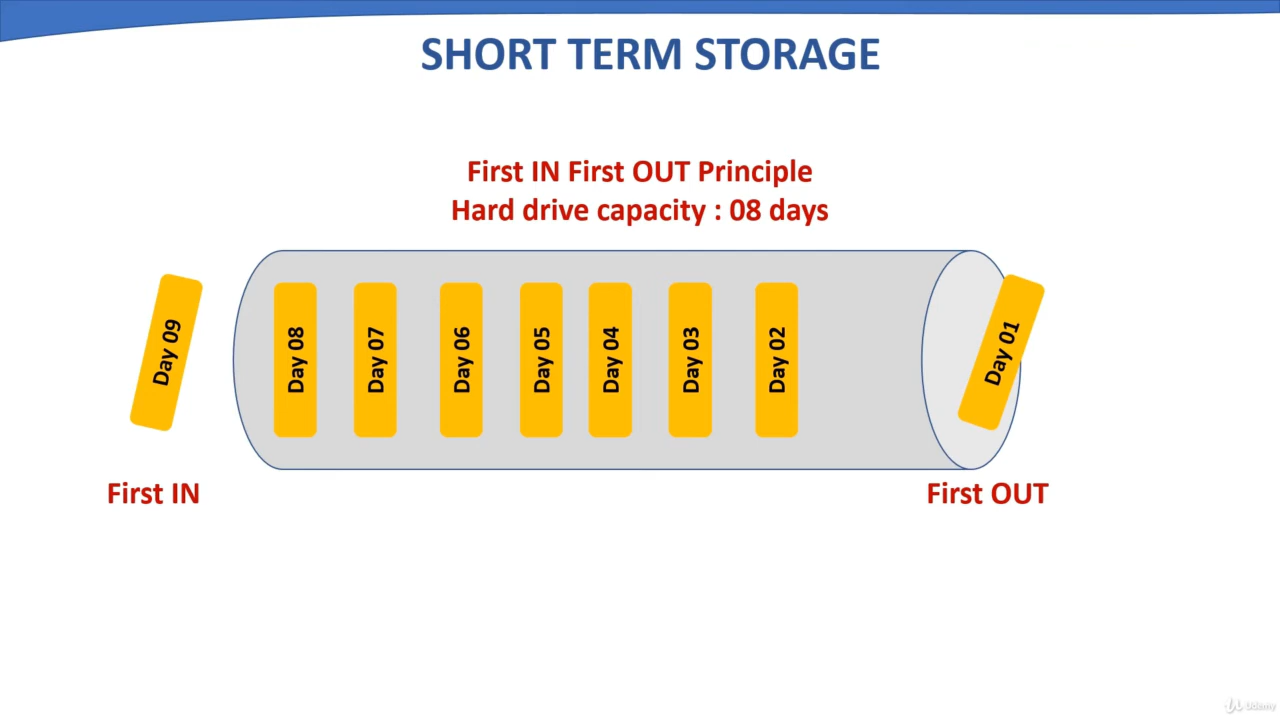 SHORT TERM STORAGE
First IN First OUT Principle
Hard drive capacity : 08 days
Day 09
Day 08
Day 07
Day 06
Day 05
Day 04
Day 03
Day 02
Day 01
First IN
First OUT
Udemy